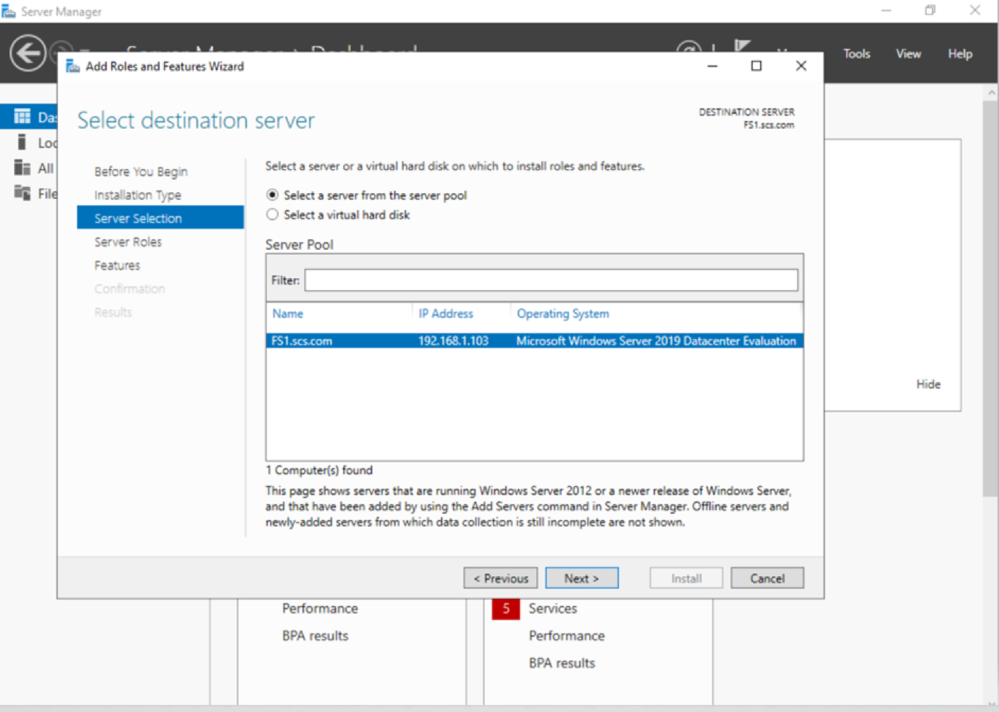 Server Manager
Tools
View
Help
Add Roles and Features Wizard
Select destination server
DESTINATION SERVER
FS1.scs.com
All
Before You Begin
Installation Type
Server Selection
Server Roles
Features
Confirmation
Results
Select a server or a virtual hard disk on which to install roles and features.
Select a server from the server pool
Select a virtual hard disk
Server Pool
Filter:
Name IP Address Operating System
FS1.scs.com 192.168.1.103 Microsoft Windows Server 2019 Datacenter Evaluation
1 Computer(s) found
This page shows servers that are running Windows Server 2012 or a newer release of Windows Server,
and that have been added by using the Add Servers command in Server Manager. Offline servers and
newly-added servers from which data collection is still incomplete are not shown.
< Previous
Next >
Install
Cancel
Hide
Performance
BPA results
5 Services
Performance
BPA results